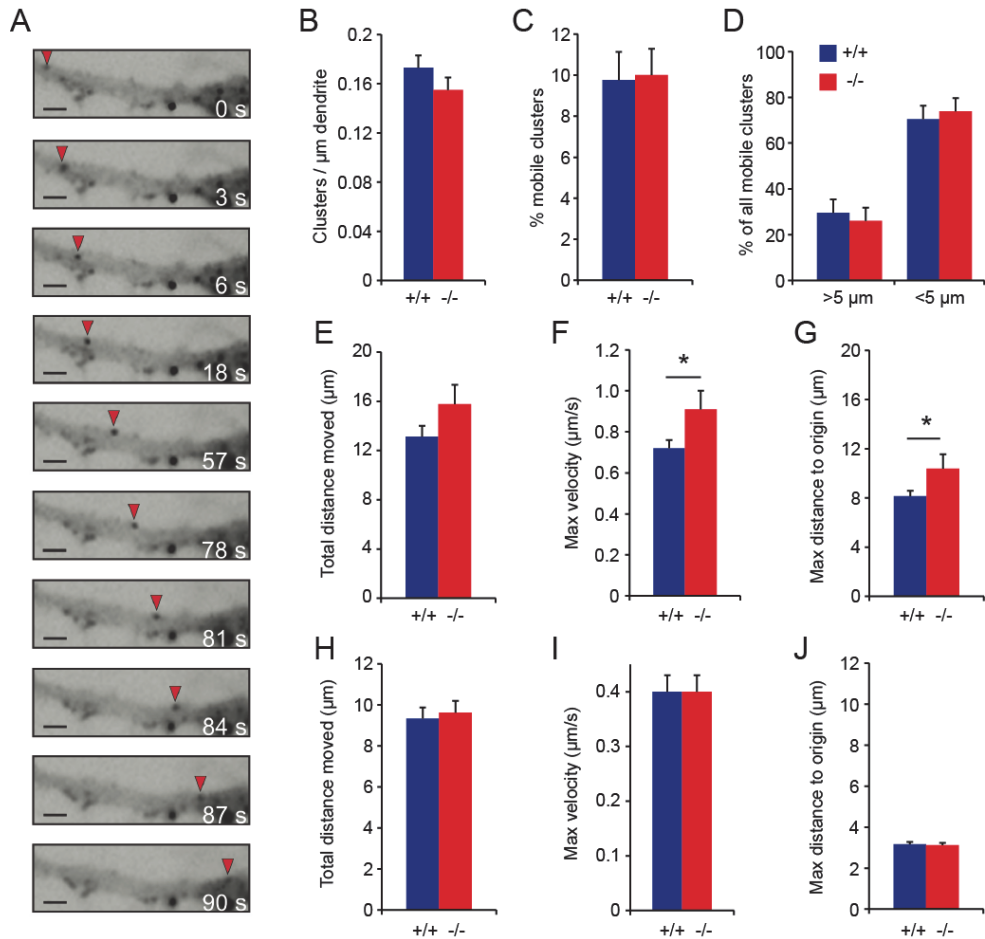 A
0 s
3 s
6 s
18 s
57 s
78 s
81 s
84 s
87 s
90 s
B
Clusters / µm dendrite
0.2
0.16
0.12
0.08
0.04
0
+/+ -/-
C
% mobile clusters
14
12
10
8
6
4
2
0
+/+ -/-
D
% of all mobile clusters
100
80
60
40
20
0
+/+
-/-
>5 µm <5 µm
E
Total distance moved (µm)
20
16
12
8
4
0
+/+ -/-
F
Max velocity (µm/s)
1.2
1.0
0.8
0.6
0.4
0.2
0
*
+/+ -/-
G
Max distance to origin (µm)
20
16
12
8
4
0
*
+/+ -/-
H
Total distance moved (µm)
12
10
8
6
4
2
0
+/+ -/-
I
Max velocity (µm/s)
0.4
0.3
0.2
0.1
0
+/+ -/-
J
Max distance to origin (µm)
12
10
8
6
4
2
0
+/+ -/-